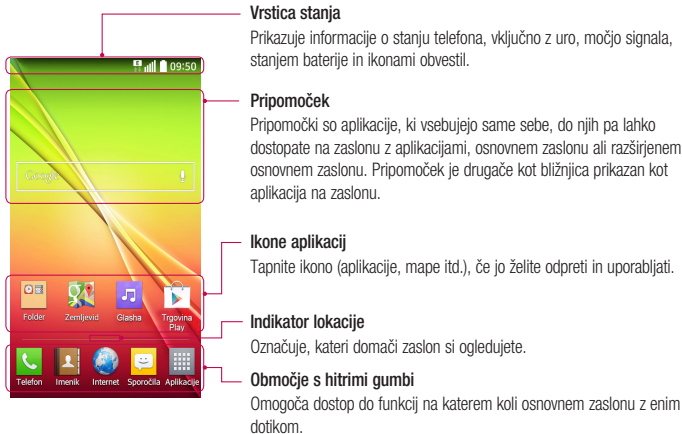 Vrstica stanja
Prikazuje informacije o stanju telefona, vključno z uro, močjo signala,
stanjem baterije in ikonami obvestil.
E 09:50
Pripomoček
Pripomočki so aplikacije, ki vsebujejo same sebe, do njih pa lahko
dostopate na zaslonu z aplikacijami, osnovnem zaslonu ali razširjenem
osnovnem zaslonu. Pripomoček je drugače kot bližnjica prikazan kot
aplikacija na zaslonu.
Google
Ikone aplikacij
Tapnite ikono (aplikacije, mape itd.), če jo želite odpreti in uporabljati.
Folder Zemljevid Glasba Trgovina
Play
Indikator lokacije
Označuje, kateri domači zaslon si ogledujete.
Območje s hitrimi gumbi
Omogoča dostop do funkcij na katerem koli osnovnem zaslonu z enim
dotikom.
Telefon Imenik Internet Sporočila Aplikacije